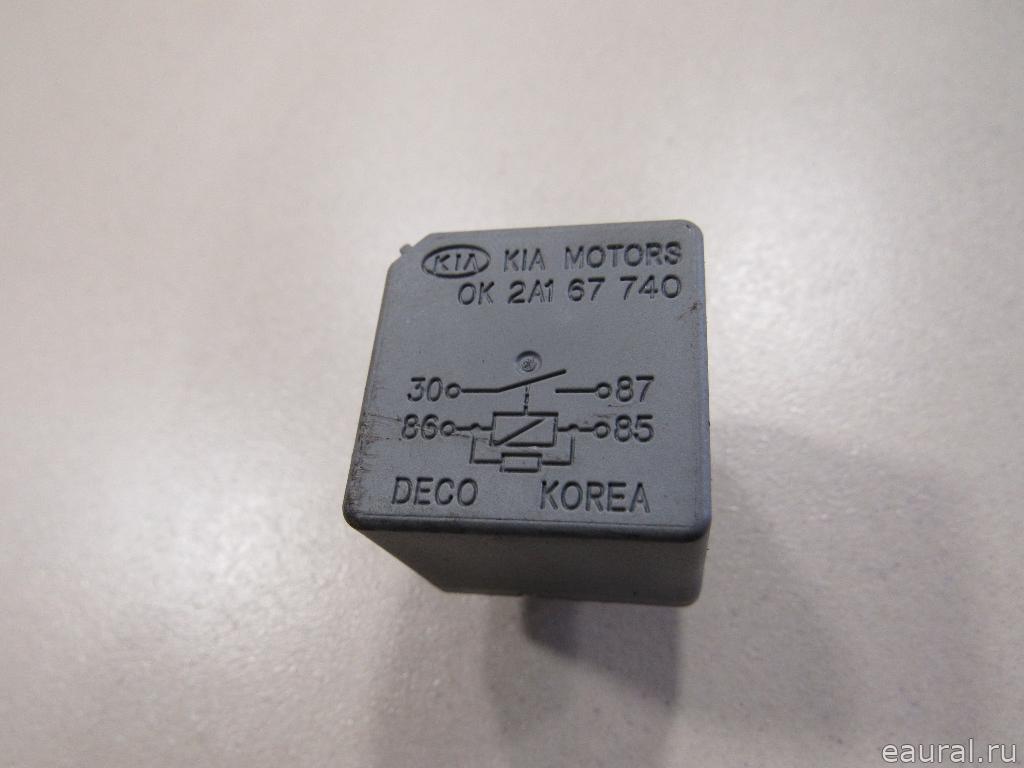 KIA KIA MOTORS
0K 2A1 67 740
30 87
86 85
DECO KOREA
eaural.ru